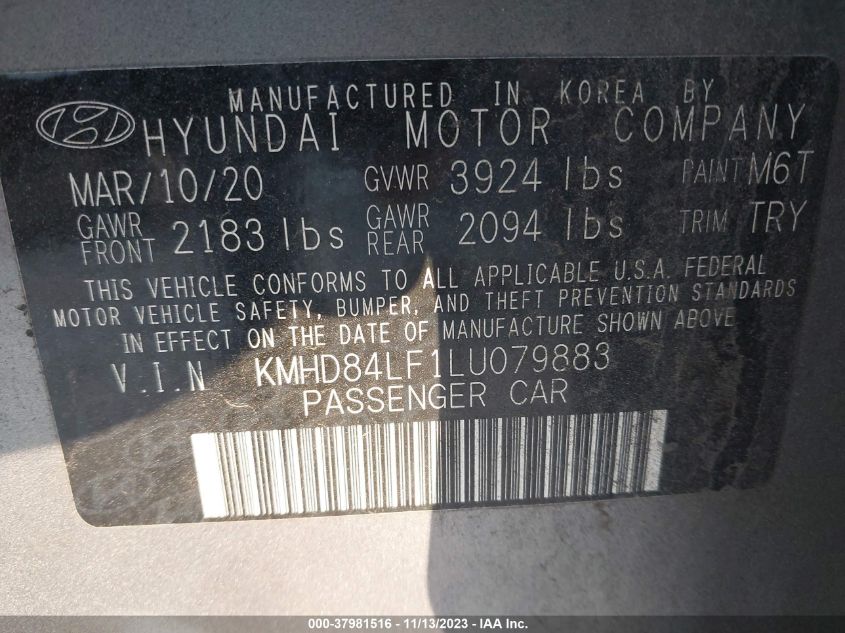 MANUFACTURED IN KOREA BY
HYUNDAI MOTOR COMPANY
MAR/10/20 GVWR 3924 lbs PAINT M6T
GAWR FRONT 2183 lbs GAWR REAR 2094 lbs TRIM TRY
THIS VEHICLE CONFORMS TO ALL APPLICABLE U.S.A. FEDERAL
MOTOR VEHICLE SAFETY, BUMPER, AND THEFT PREVENTION STANDARDS
IN EFFECT ON THE DATE OF MANUFACTURE SHOWN ABOVE
V.I.N KMHD84LF1LU079883
PASSENGER CAR
000-37981516 - 11/13/2023 - IAA Inc.